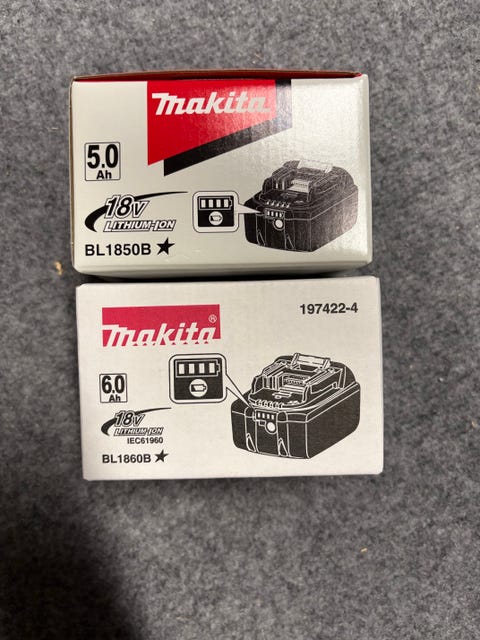 makita
5.0
Ah
18V
LITHIUM-ION
BL1850B ★
makita®
197422-4
6.0
Ah
18V
LITHIUM-ION
IEC61960
BL1860B ★